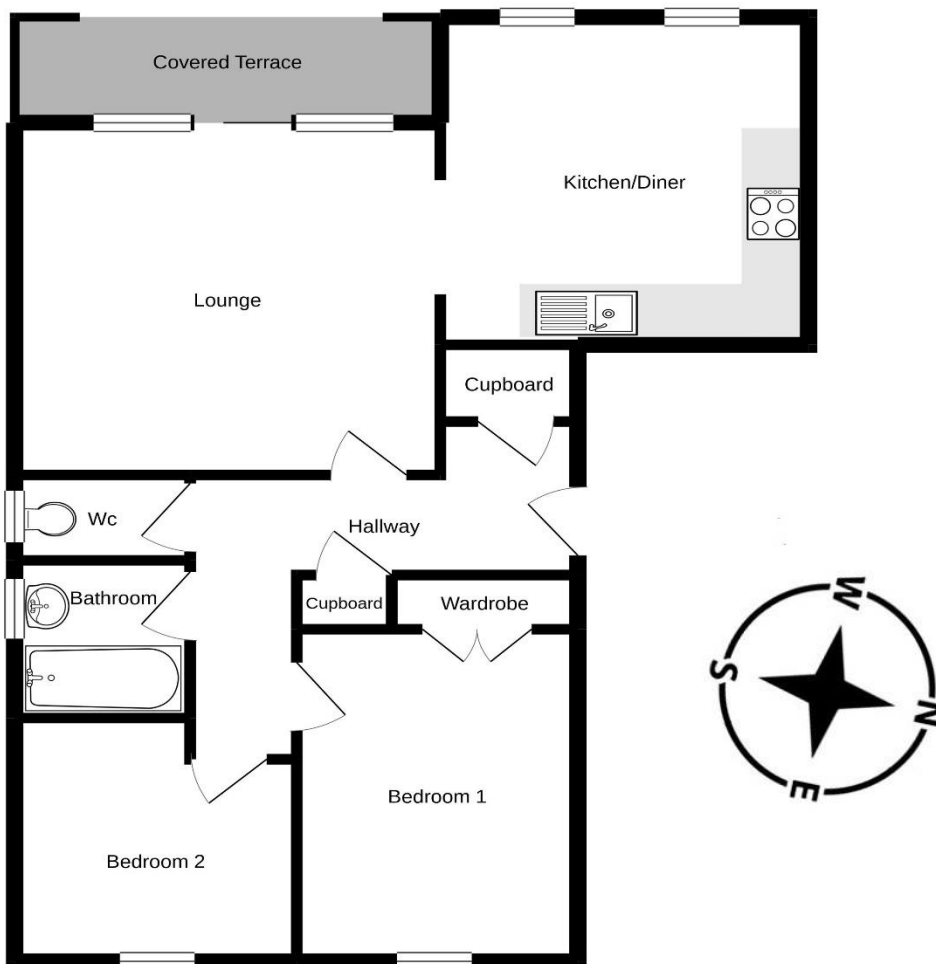 Covered Terrace
Kitchen/Diner
Lounge
Cupboard
Wc
Hallway
Bathroom
Cupboard
Wardrobe
W
S
N
E
Bedroom 1
Bedroom 2